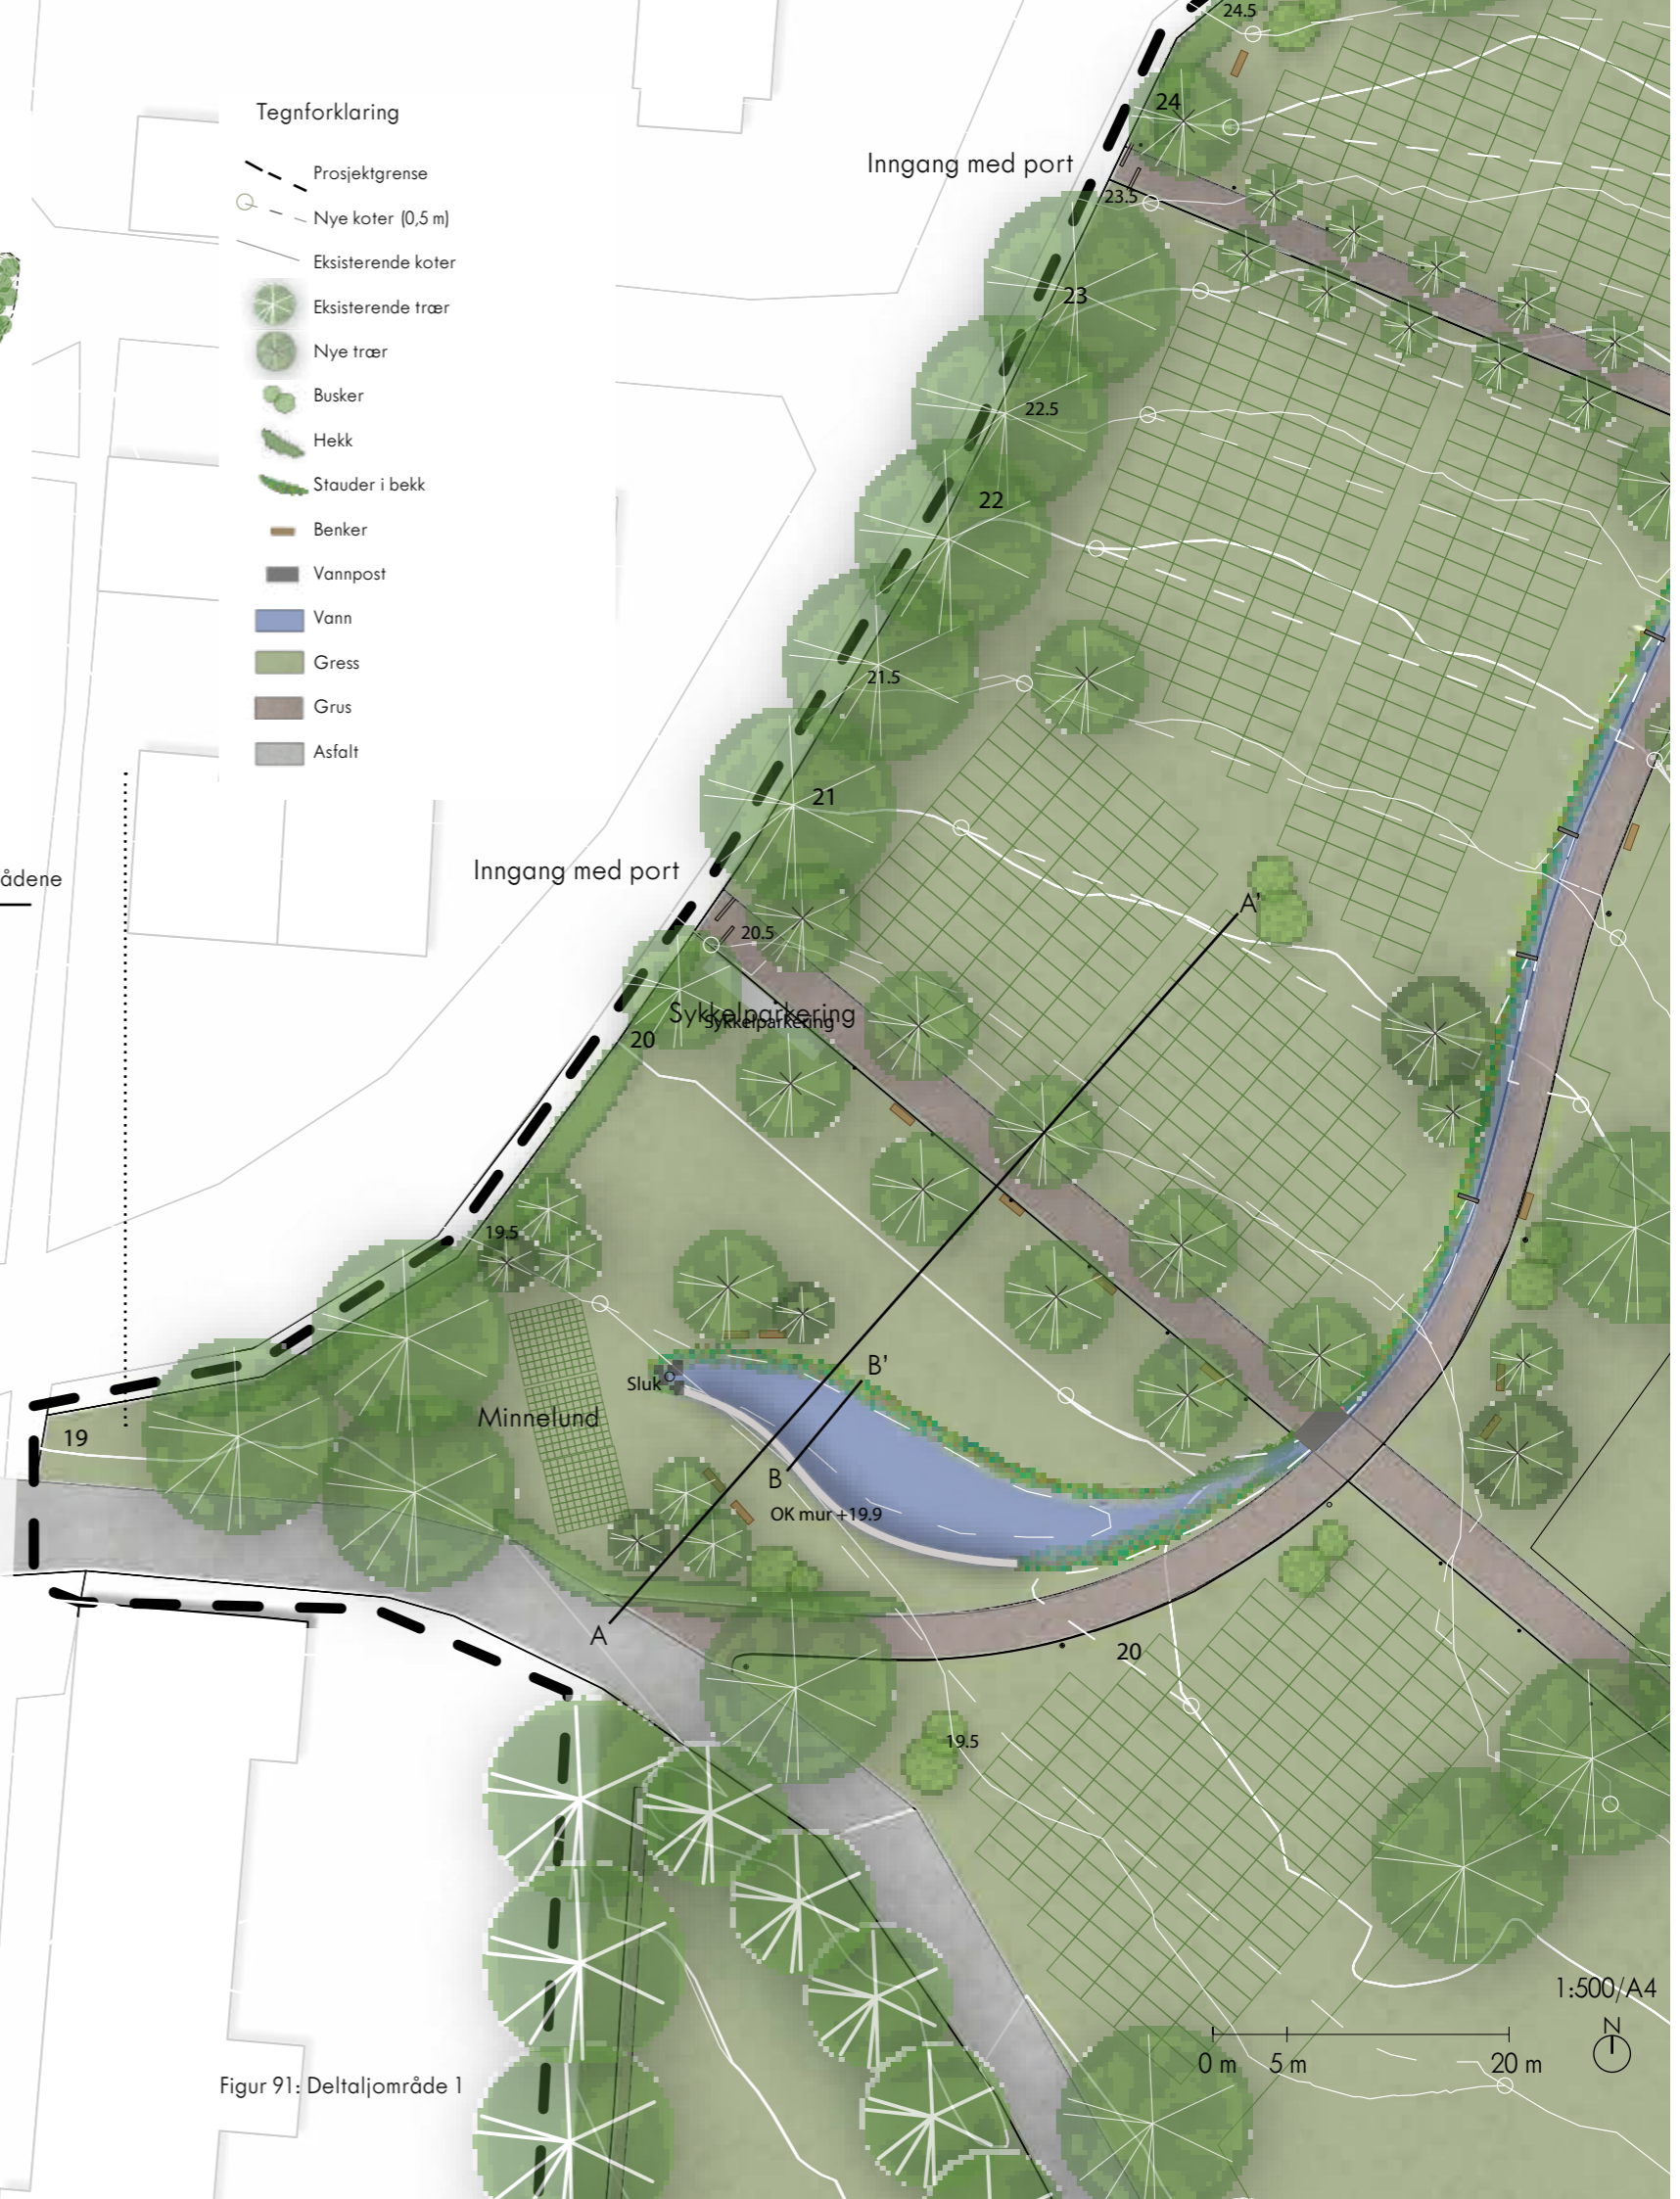 24.5
Tegnforklaring
24
Inngang med port
Prosjektgrense
23.5
Nye koter (0,5 m)
Eksisterende koter
23
Eksisterende trær
Nye trær
Busker
22.5
Hekk
Stauder i bekk
22
Benker
Vannpost
Vann
Gress
21.5
Grus
Asfalt
21
Inngang med port
ådene
A'
20.5
Sykkelparkering
Sykkelparkering
20
19.5
B'
Sluk
Minnelund
19
B
OK mur +19.9
A
20
19.5
1:500/A4
N
0 m 5 m 20 m
Figur 91: Deltaljområde 1